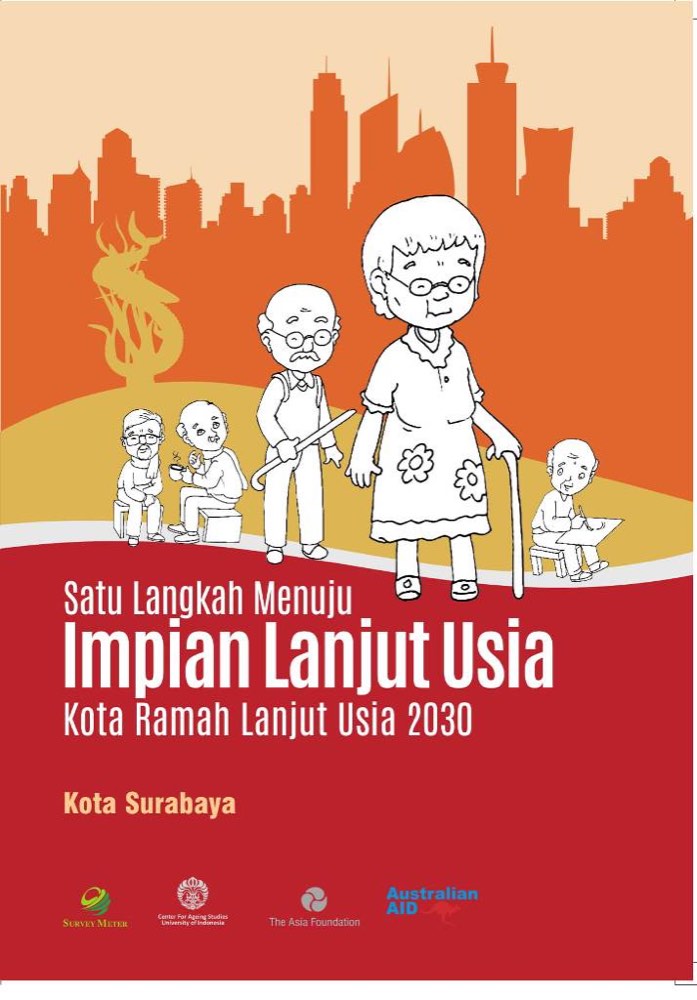 Satu Langkah Menuju
Impian Lanjut Usia
Kota Ramah Lanjut Usia 2030
Kota Surabaya
SURVEY METER
Center For Ageing Studies
University of Indonesia
The Asia Foundation
Australian
AID